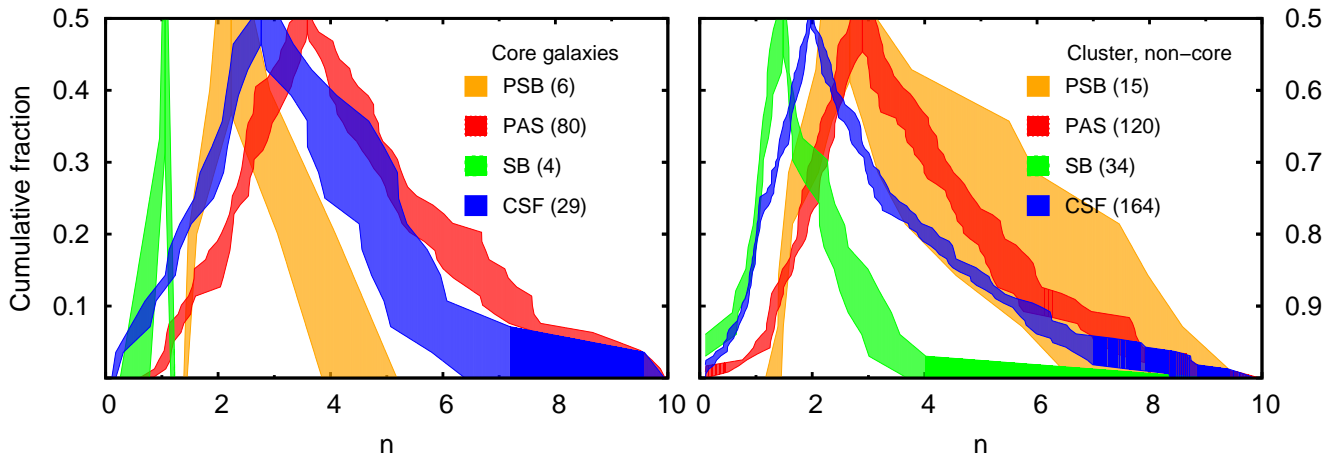 Cumulative fraction
0.5
0.4
0.3
0.2
0.1
Core galaxies
PSB (6)
PAS (80)
SB (4)
CSF (29)
0 2 4 6 8 10
n
Cluster, non−core
PSB (15)
PAS (120)
SB (34)
CSF (164)
0.5
0.6
0.7
0.8
0.9
0 2 4 6 8 10
n